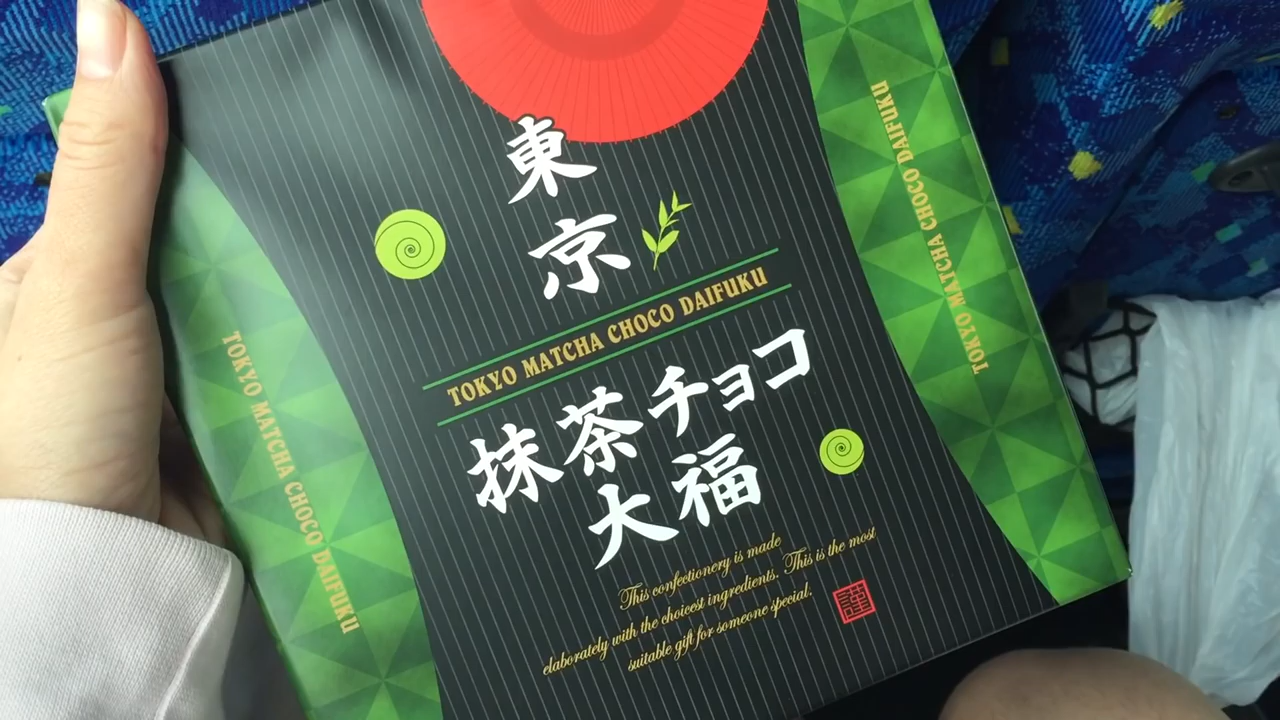 東
京
TOKYO MATCHA CHOCO DAIFUKU
抹茶チョコ
大福
This confectionery is made
elaborately with the choicest ingredients. This is the most
suitable gift for someone special.
TOKYO MATCHA CHOCO DAIFUKU
TOKYO MATCHA CHOCO DAIFUKU